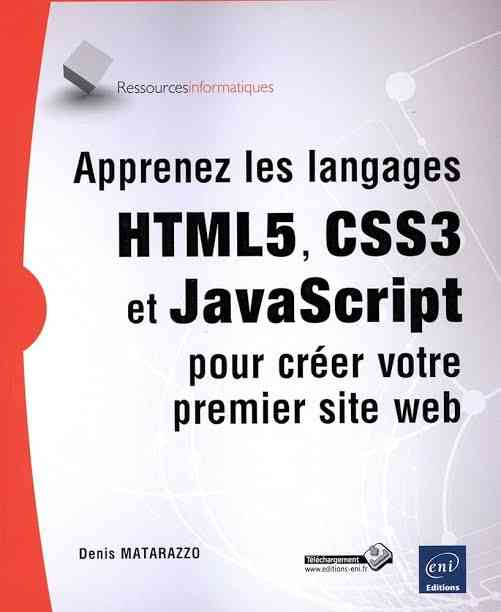 Ressourcesinformatiques
Apprenez les langages
HTML5, CSS3
et JavaScript
pour créer votre
premier site web
Denis MATARAZZO
Téléchargement
www.editions-eni.fr
eni
Editions